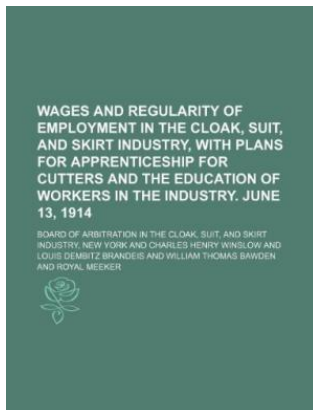 WAGES AND REGULARITY OF
EMPLOYMENT IN THE CLOAK, SUIT,
AND SKIRT INDUSTRY, WITH PLANS
FOR APPRENTICESHIP FOR
CUTTERS AND THE EDUCATION OF
WORKERS IN THE INDUSTRY. JUNE
13, 1914
BOARD OF ARBITRATION IN THE CLOAK, SUIT, AND SKIRT
INDUSTRY, NEW YORK AND CHARLES HENRY WINSLOW AND
LOUIS DEMBITZ BRANDEIS AND WILLIAM THOMAS BAWDEN
AND ROYAL MEEKER